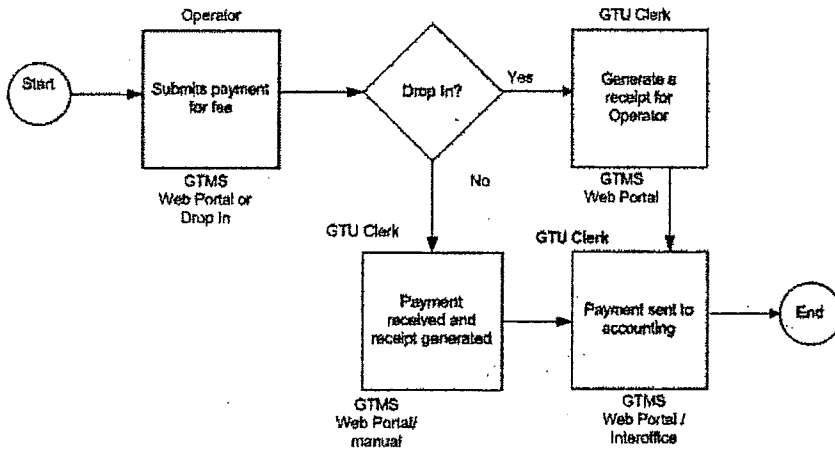 Operator
Start
Submits payment
for fee
GTMS
Web Portal or
Drop In
Drop In?
Yes
No
GTU Clerk
Generate a
receipt for
Operator
GTMS
Web Portal
GTU Clerk
Payment
received and
receipt generated
GTMS
Web Portal/
manual
GTU Clerk
Payment sent to
accounting
GTMS
Web Portal /
Interoffice
End